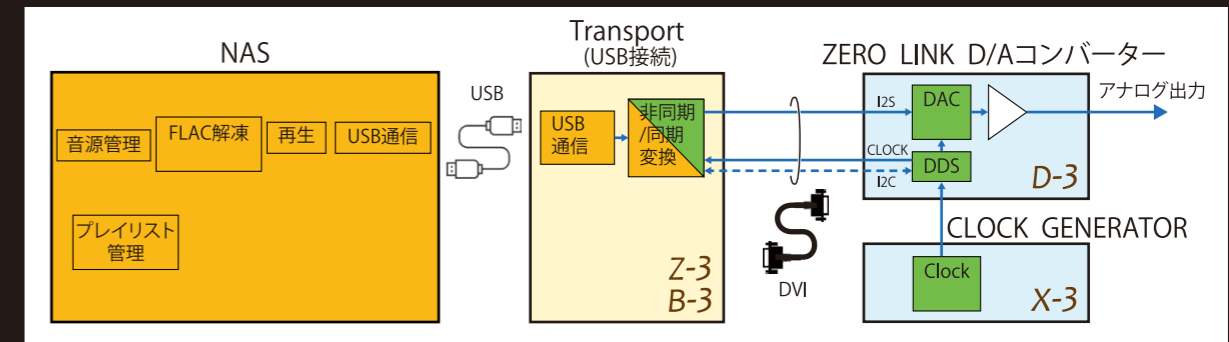 NAS
音源管理
FLAC解凍
再生
USB通信
プレイリスト
管理
USB
Transport
(USB接続)
USB
通信
非同期
/同期
変換
Z-3
B-3
DVI
ZERO LINK D/Aコンバーター
I2S
CLOCK
I2C
DAC
DDS
D-3
アナログ出力
CLOCK GENERATOR
Clock
X-3